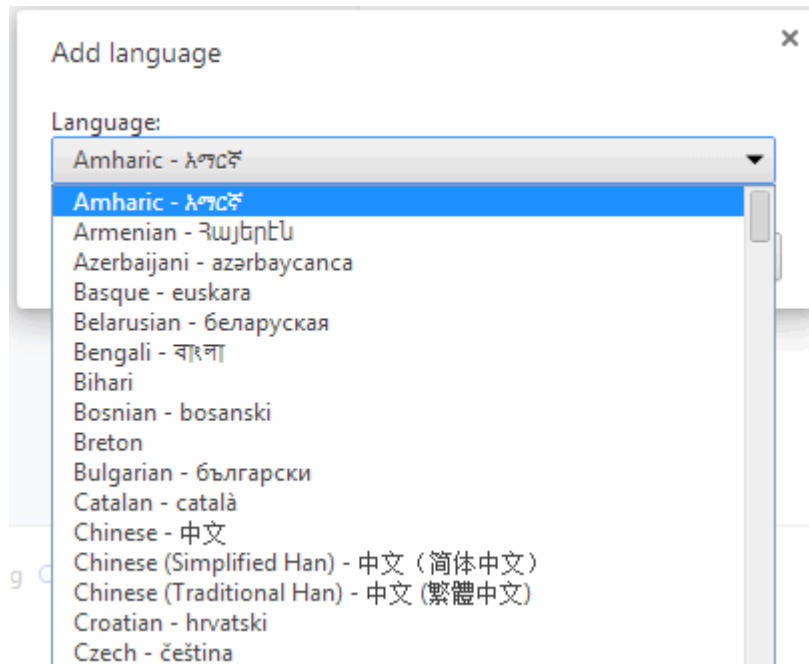 Add language
Language:
Amharic - አማርኛ
Amharic - አማርኛ
Armenian - Հայերէն
Azerbaijani - azərbaycanca
Basque - euskara
Belarusian - беларуская
Bengali - বাংলা
Bihari
Bosnian - bosanski
Breton
Bulgarian - български
Catalan - català
Chinese - 中文
Chinese (Simplified Han) - 中文（简体中文）
Chinese (Traditional Han) - 中文 (繁體中文)
Croatian - hrvatski
Czech - čeština